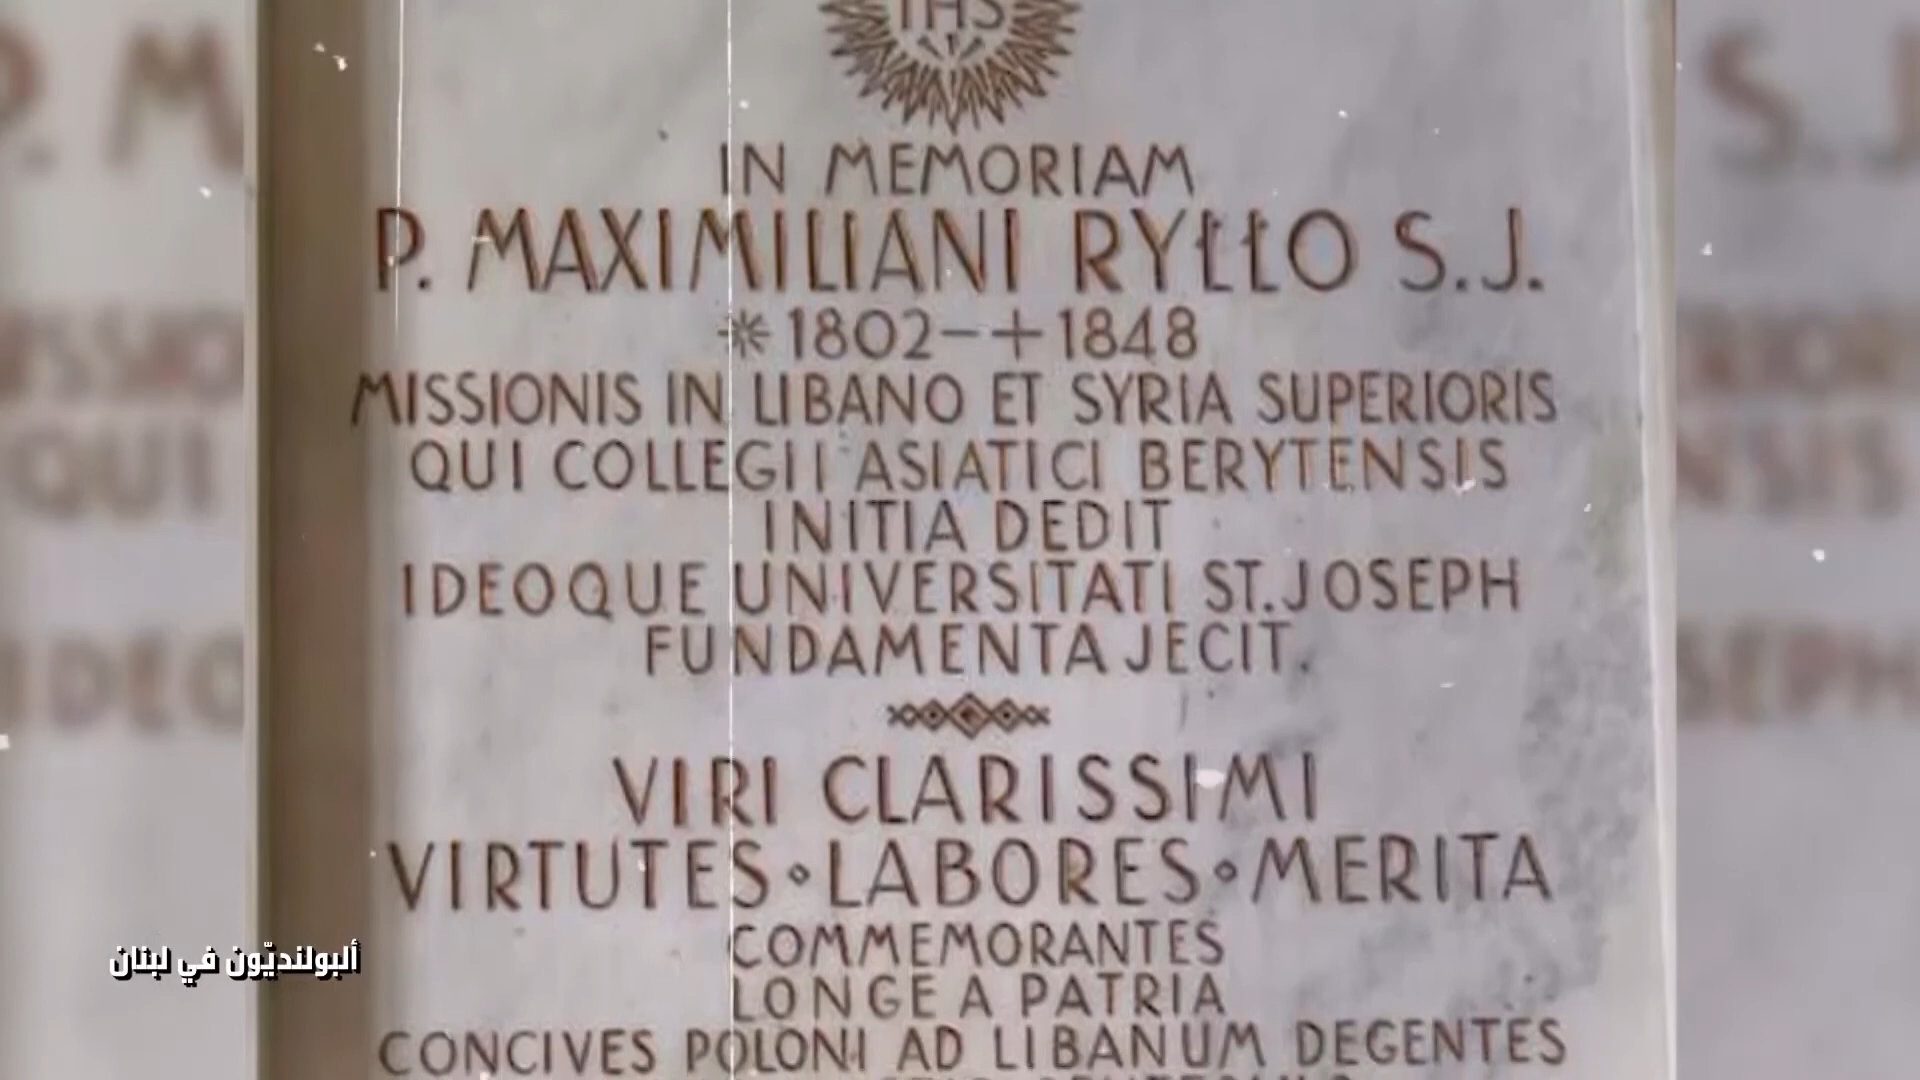 IHS
IN MEMORIAM
P. MAXIMILIANI RYŁŁO S.J.
*1802-+1848
MISSIONIS IN LIBANO ET SYRIA SUPERIORIS
QUI COLLEGII ASIATICI BERYTENSIS
INITIA DEDIT
IDEOQUE UNIVERSITATI ST. JOSEPH
FUNDAMENTA JECIT.
VIRI CLARISSIMI
VIRTUTES⋄LABORES⋄MERITA
COMMEMORANTES
LONGE A PATRIA
CONCIVES POLONI AD LIBANUM DEGENTES
ألبولنديّون في لبنان